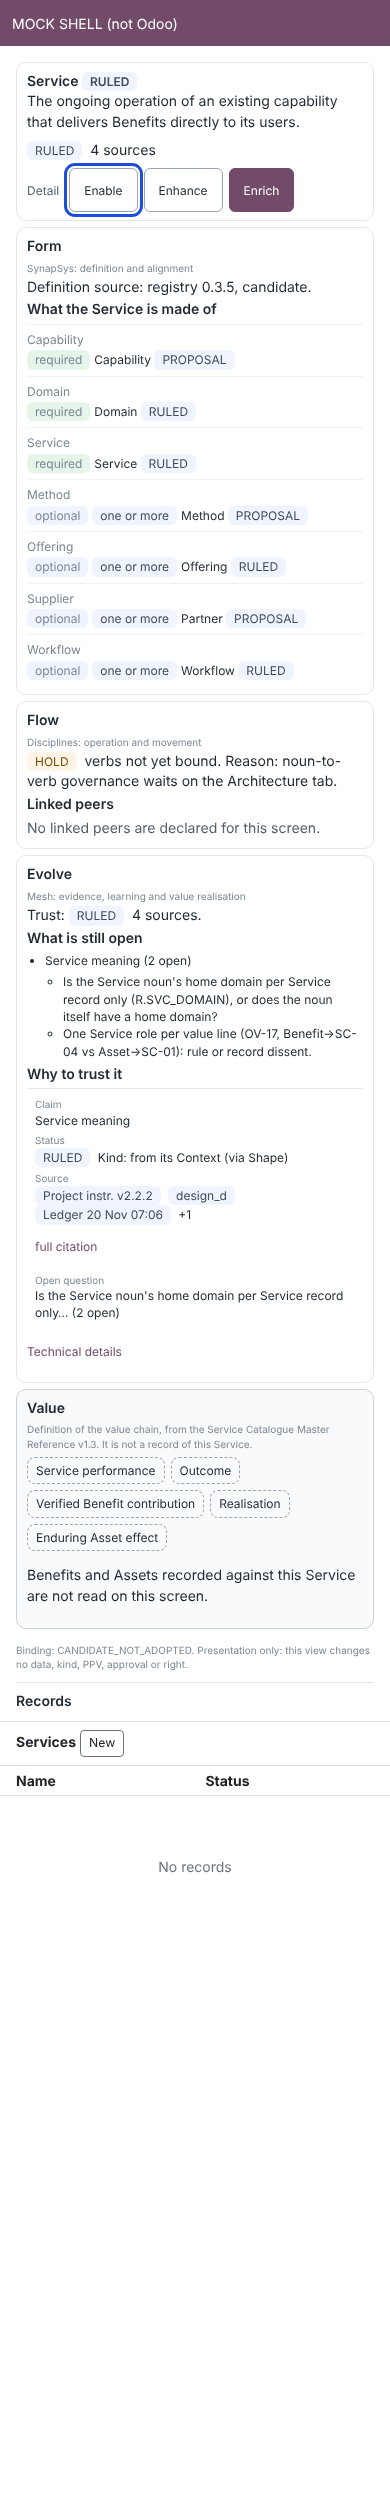 MOCK SHELL (not Odoo)
Service RULED
The ongoing operation of an existing capability
that delivers Benefits directly to its users.
RULED 4 sources
Detail Enable Enhance Enrich
Form
SynapSys: definition and alignment
Definition source: registry 0.3.5, candidate.
What the Service is made of
Capability
required Capability PROPOSAL
Domain
required Domain RULED
Service
required Service RULED
Method
optional one or more Method PROPOSAL
Offering
optional one or more Offering RULED
Supplier
optional one or more Partner PROPOSAL
Workflow
optional one or more Workflow RULED
Flow
Disciplines: operation and movement
HOLD verbs not yet bound. Reason: noun-to-
verb governance waits on the Architecture tab.
Linked peers
No linked peers are declared for this screen.
Evolve
Mesh: evidence, learning and value realisation
Trust: RULED 4 sources.
What is still open
• Service meaning (2 open)
◦ Is the Service noun's home domain per Service
record only (R.SVC_DOMAIN), or does the noun
itself have a home domain?
◦ One Service role per value line (OV-17, Benefit→SC-
04 vs Asset→SC-01): rule or record dissent.
Why to trust it
Claim
Service meaning
Status
RULED Kind: from its Context (via Shape)
Source
Project instr. v2.2.2 design_d
Ledger 20 Nov 07:06 +1
full citation
Open question
Is the Service noun's home domain per Service record
only... (2 open)
Technical details
Value
Definition of the value chain, from the Service Catalogue Master
Reference v1.3. It is not a record of this Service.
Service performance Outcome
Verified Benefit contribution Realisation
Enduring Asset effect
Benefits and Assets recorded against this Service
are not read on this screen.
Binding: CANDIDATE_NOT_ADOPTED. Presentation only: this view changes
no data, kind, PPV, approval or right.
Records
Services New
Name Status
No records